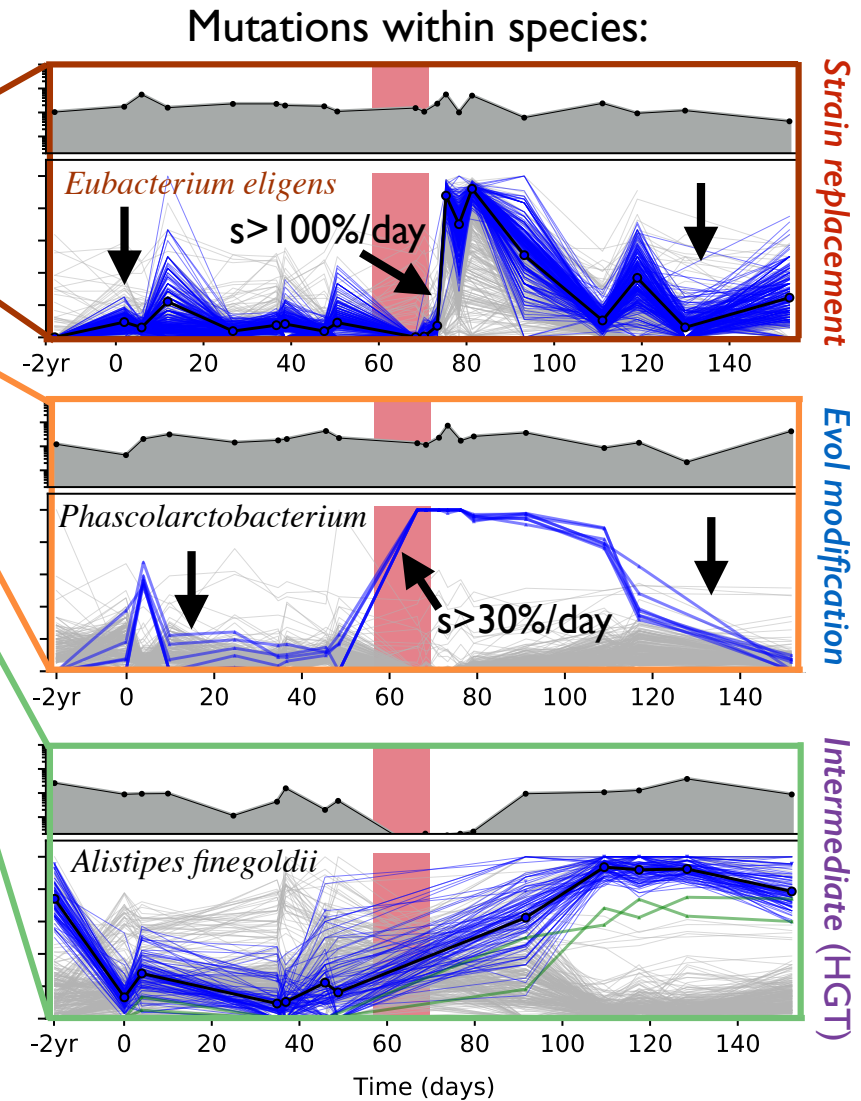 Mutations within species:
Strain replacement
Eubacterium eligens
s>100%/day
-2yr 0 20 40 60 80 100 120 140
Evol modification
Phascolarctobacterium
s>30%/day
-2yr 0 20 40 60 80 100 120 140
Intermediate (HGT)
Alistipes finegoldii
-2yr 0 20 40 60 80 100 120 140
Time (days)